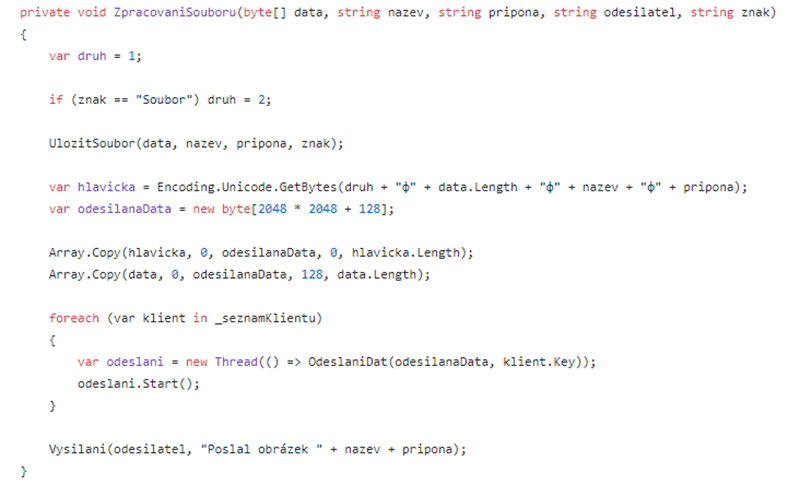 private void ZpracovaniSouboru(byte[] data, string nazev, string pripona, string odesilatel, string znak)
{
    var druh = 1;

    if (znak == "Soubor") druh = 2;

    UlozitSoubor(data, nazev, pripona, znak);

    var hlavicka = Encoding.Unicode.GetBytes(druh + "φ" + data.Length + "φ" + nazev + "φ" + pripona);
    var odesilanaData = new byte[2048 * 2048 + 128];

    Array.Copy(hlavicka, 0, odesilanaData, 0, hlavicka.Length);
    Array.Copy(data, 0, odesilanaData, 128, data.Length);

    foreach (var klient in _seznamKlientu)
    {
        var odeslani = new Thread(() => OdeslaniDat(odesilanaData, klient.Key));
        odeslani.Start();
    }

    Vysilani(odesilatel, "Poslal obrázek " + nazev + pripona);
}